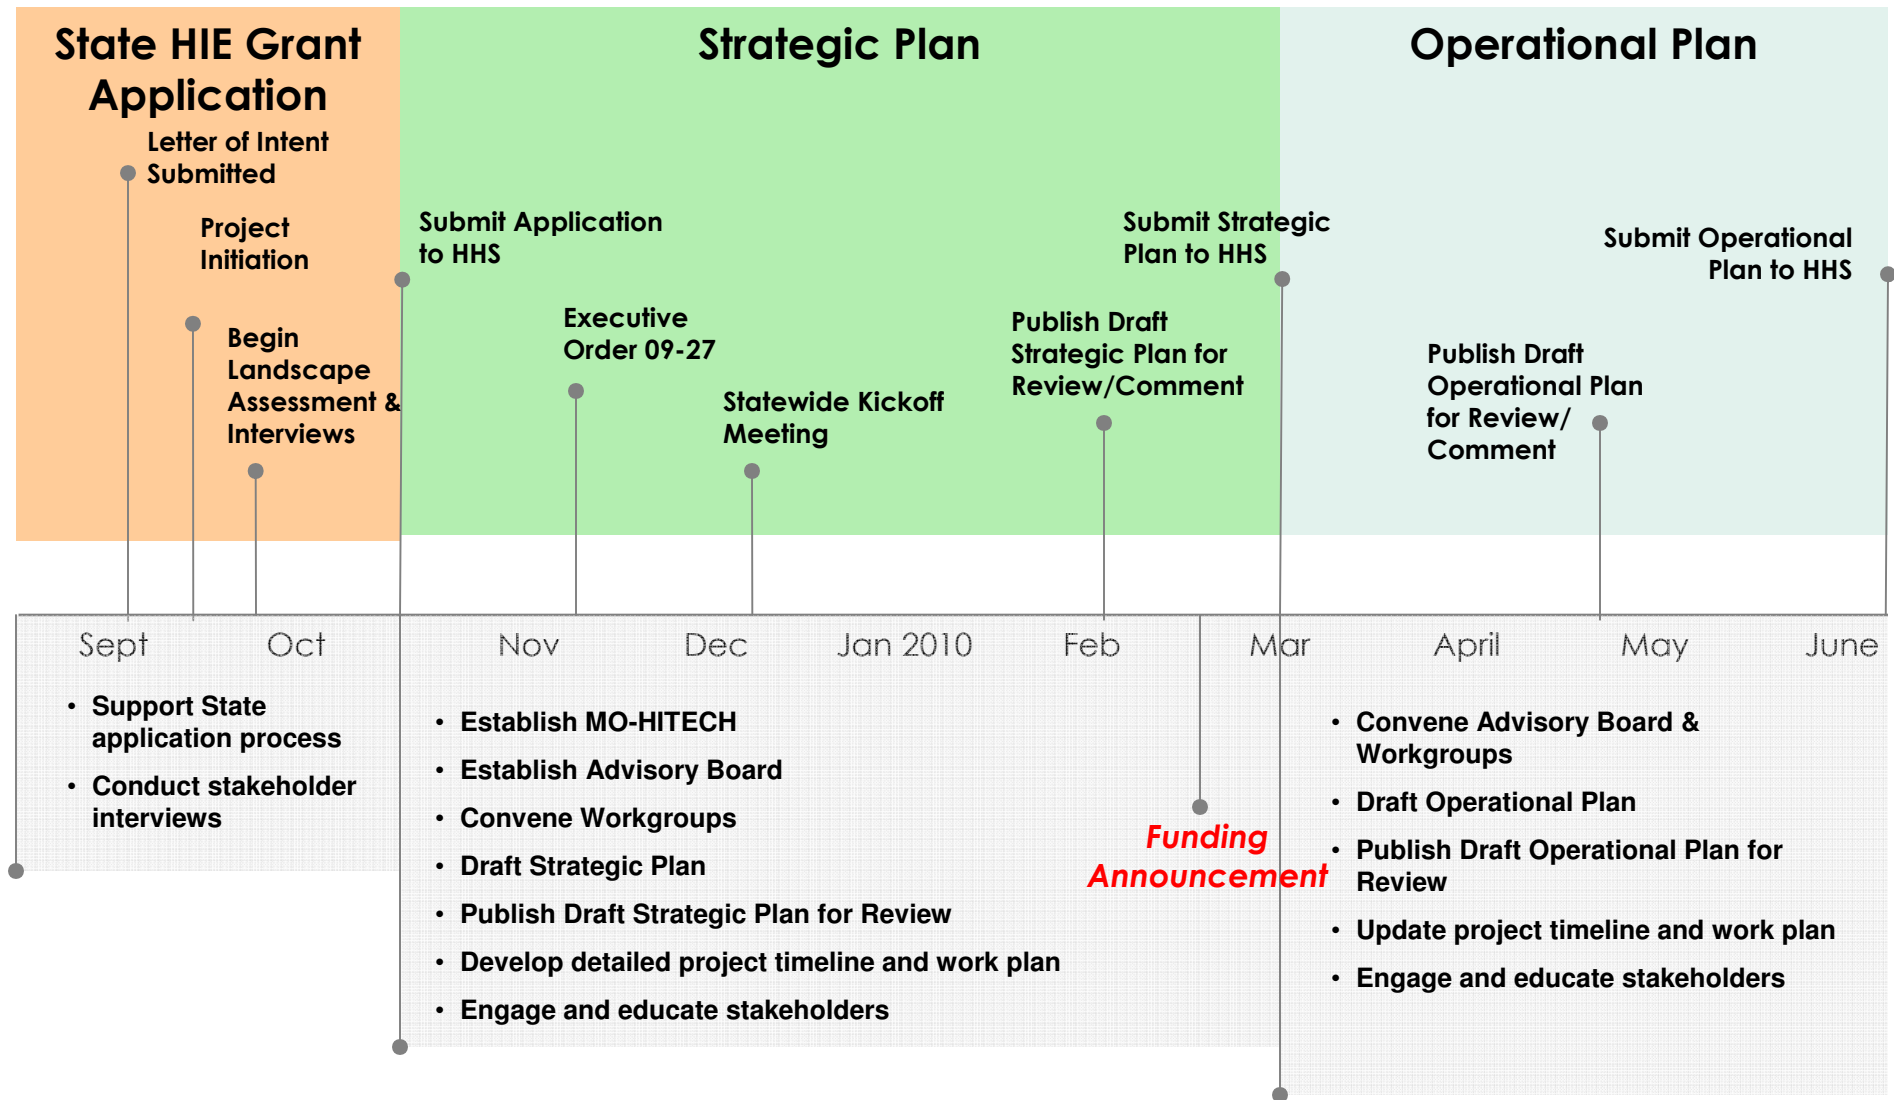 State HIE Grant
Application
Strategic Plan
Operational Plan
Letter of Intent
Submitted
Project
Initiation
Begin
Landscape
Assessment &
Interviews
Submit Application
to HHS
Executive
Order 09-27
Statewide Kickoff
Meeting
Publish Draft
Strategic Plan for
Review/Comment
Submit Strategic
Plan to HHS
Publish Draft
Operational Plan
for Review/
Comment
Submit Operational
Plan to HHS
Sept Oct Nov Dec Jan 2010 Feb Mar April May June
• Support State
application process
• Conduct stakeholder
interviews
• Establish MO-HITECH
• Establish Advisory Board
• Convene Workgroups
• Draft Strategic Plan
• Publish Draft Strategic Plan for Review
• Develop detailed project timeline and work plan
• Engage and educate stakeholders
Funding
Announcement
• Convene Advisory Board &
Workgroups
• Draft Operational Plan
• Publish Draft Operational Plan for
Review
• Update project timeline and work plan
• Engage and educate stakeholders